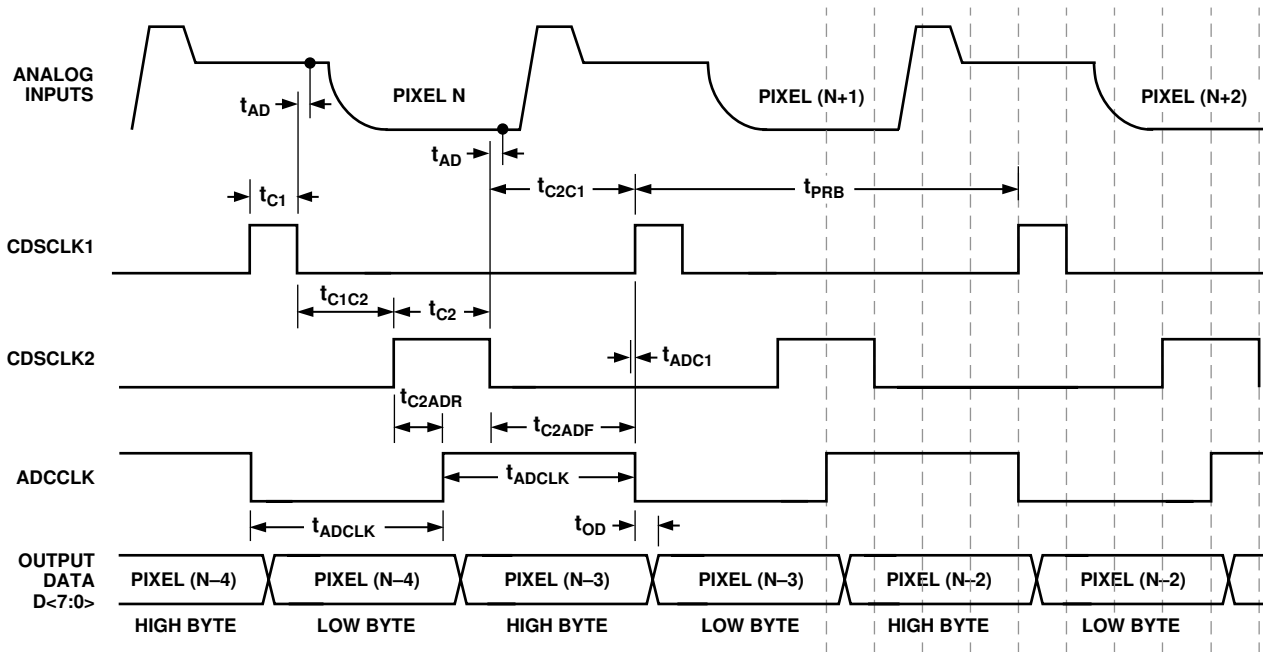 ANALOG
INPUTS
PIXEL N
PIXEL (N+1)
PIXEL (N+2)
tAD
tAD
tC1
tC2C1
tPRB
CDSCLK1
tC1C2
tC2
CDSCLK2
tADC1
tC2ADR
tC2ADF
ADCCLK
tADCLK
tADCLK
tOD
OUTPUT
DATA
D<7:0>
PIXEL (N–4)
PIXEL (N–4)
PIXEL (N–3)
PIXEL (N–3)
PIXEL (N–2)
PIXEL (N–2)
HIGH BYTE
LOW BYTE
HIGH BYTE
LOW BYTE
HIGH BYTE
LOW BYTE